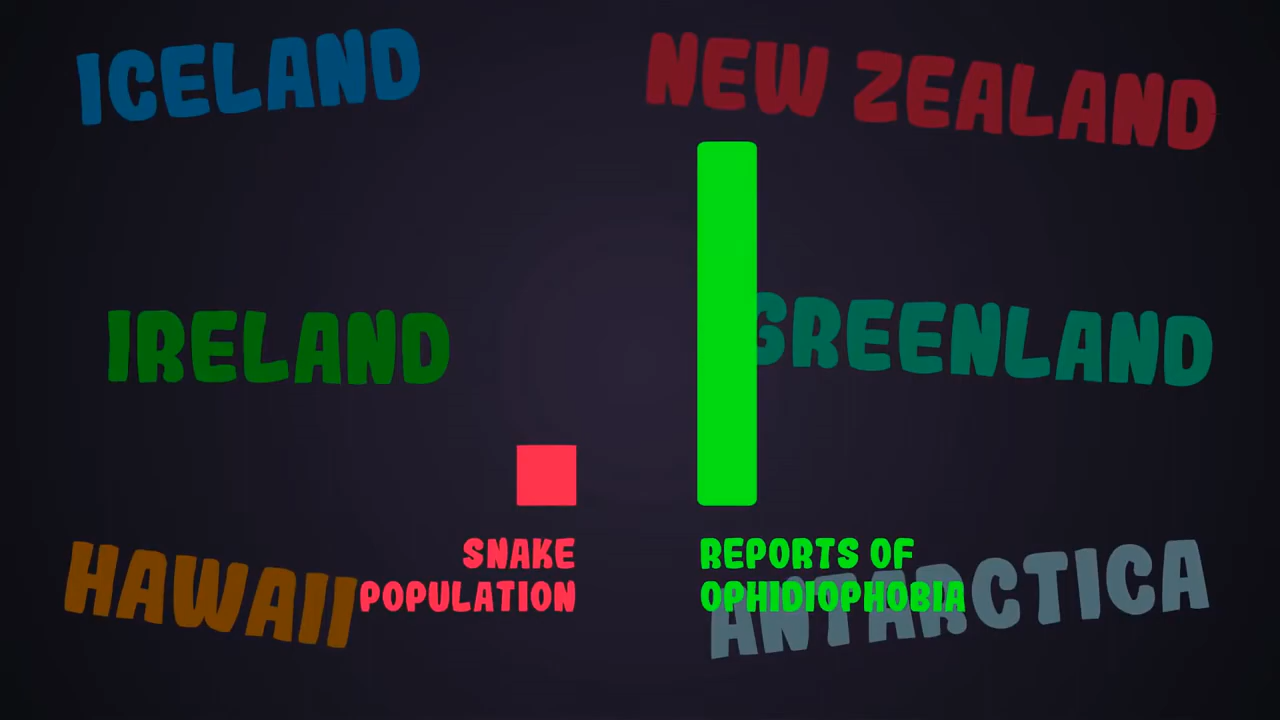 ICELAND
NEW ZEALAND
IRELAND
GREENLAND
HAWAII
ANTARCTICA
SNAKE
POPULATION
REPORTS OF
OPHIDIOPHOBIA